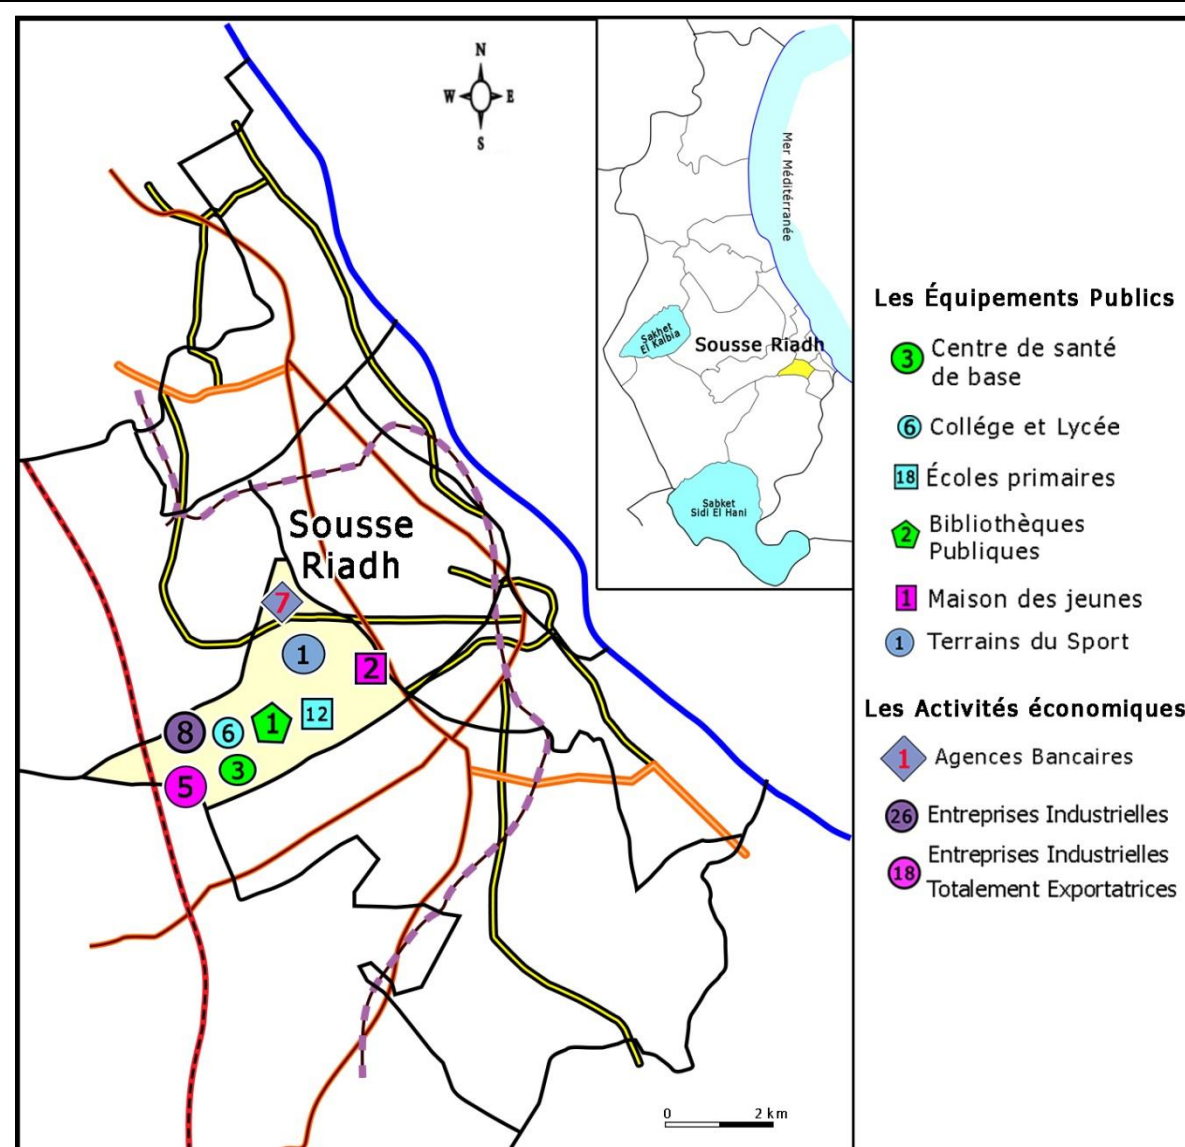 N
W
E
S
Mer Méditérranée
Sakhet
El Kalbia
Sousse Riadh
Sabket
Sidi El Hani
Sousse
Riadh
7
1
2
12
1
6
8
3
5
0 2 km
Les Équipements Publics
3 Centre de santé
de base
6 Collége et Lycée
18 Écoles primaires
2 Bibliothèques
Publiques
1 Maison des jeunes
1 Terrains du Sport
Les Activités économiques
1 Agences Bancaires
26 Entreprises Industrielles
18 Entreprises Industrielles
Totalement Exportatrices